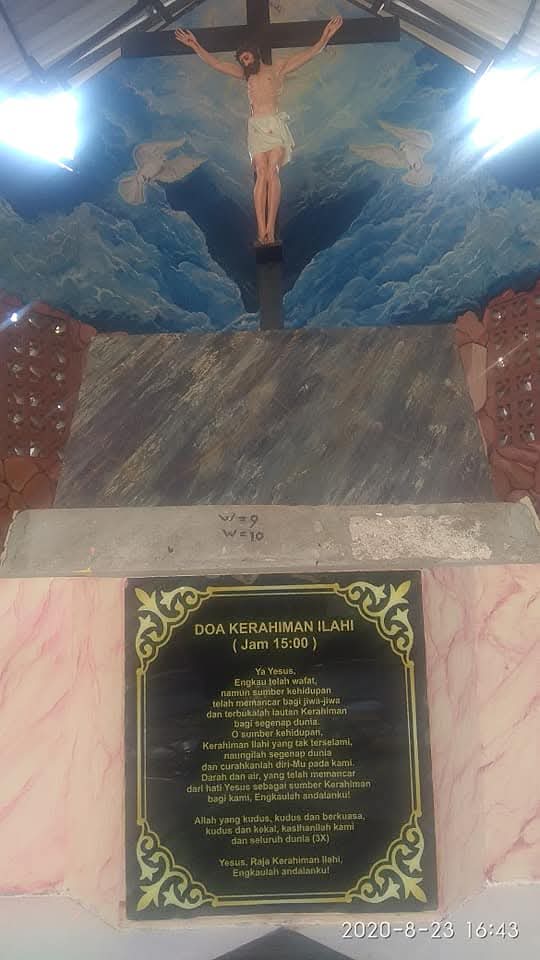 W=9
W=10
DOA KERAHIMAN ILAHI
( Jam 15:00 )
Ya Yesus,
Engkau telah wafat,
namun sumber kehidupan
telah memancar bagi jiwa-jiwa
dan terbukalah lautan Kerahiman
bagi segenap dunia.
O sumber kehidupan,
Kerahiman Ilahi yang tak terselami,
naungilah segenap dunia
dan curahkanlah diri-Mu pada kami.
Darah dan air, yang telah memancar
dari hati Yesus sebagai sumber Kerahiman
bagi kami, Engkaulah andalanku!
Allah yang kudus, kudus dan berkuasa,
kudus dan kekal, kasihanilah kami
dan seluruh dunia (3X)
Yesus, Raja Kerahiman Ilahi,
Engkaulah andalanku!
2020-8-23 16:43